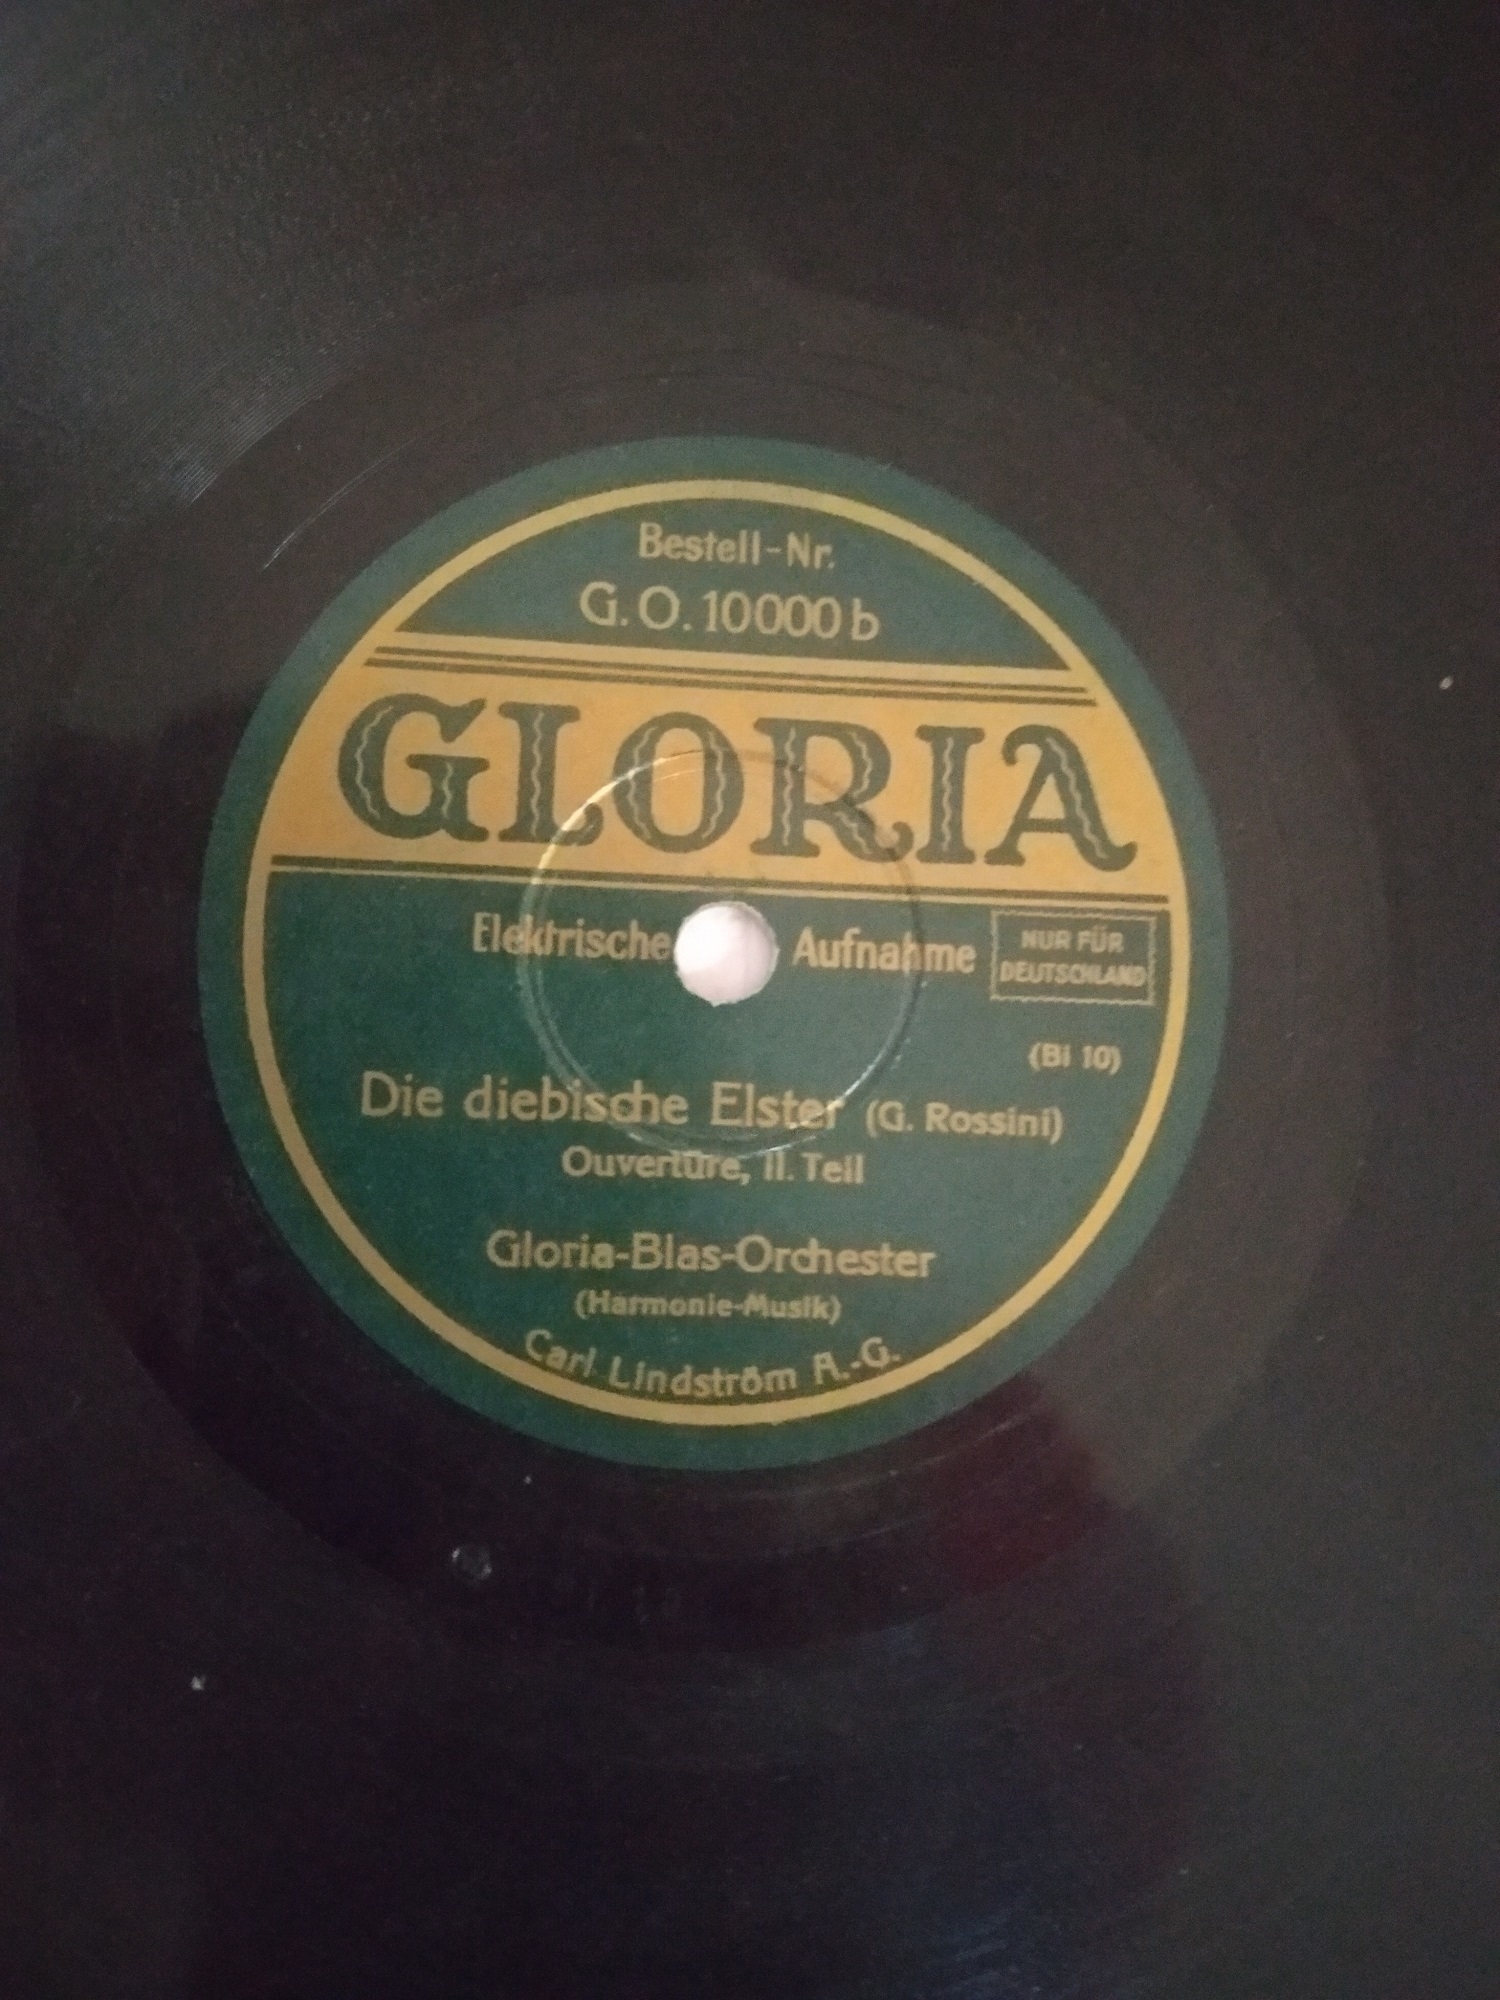 Bestell-Nr.
G.O. 10000 b
GLORIA
Elektrische Aufnahme
NUR FÜR
DEUTSCHLAND
(Bi 10)
Die diebische Elster (G. Rossini)
Ouvertüre, II. Teil
Gloria-Blas-Orchester
(Harmonie-Musik)
Carl Lindström A.-G.